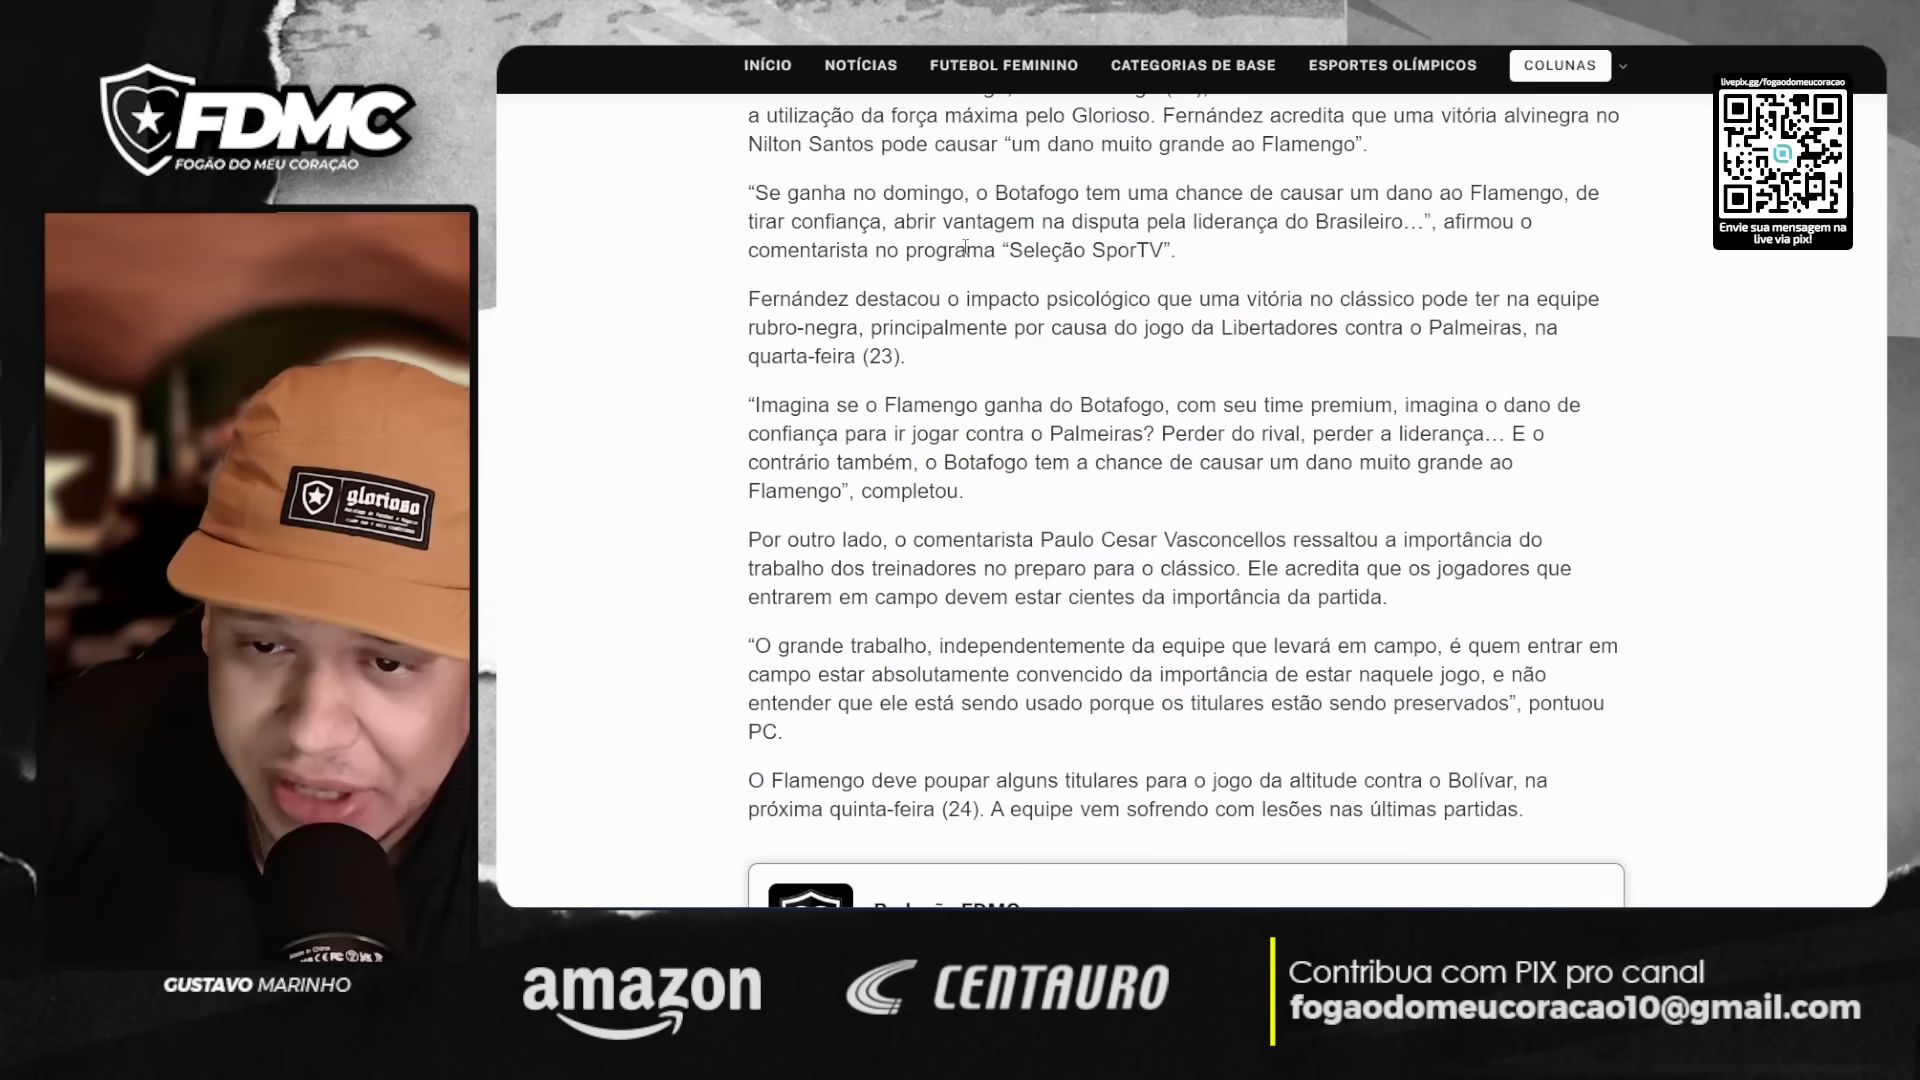 FDMC
FOGÃO DO MEU CORAÇÃO
INÍCIO NOTÍCIAS FUTEBOL FEMININO CATEGORIAS DE BASE ESPORTES OLÍMPICOS COLUNAS
livepix.gg/fogaodomeucoracao
Envie sua mensagem na
live via pix!
a utilização da força máxima pelo Glorioso. Fernández acredita que uma vitória alvinegra no
Nilton Santos pode causar “um dano muito grande ao Flamengo”.
“Se ganha no domingo, o Botafogo tem uma chance de causar um dano ao Flamengo, de
tirar confiança, abrir vantagem na disputa pela liderança do Brasileiro…”, afirmou o
comentarista no programa “Seleção SporTV”.
Fernández destacou o impacto psicológico que uma vitória no clássico pode ter na equipe
rubro-negra, principalmente por causa do jogo da Libertadores contra o Palmeiras, na
quarta-feira (23).
“Imagina se o Flamengo ganha do Botafogo, com seu time premium, imagina o dano de
confiança para ir jogar contra o Palmeiras? Perder do rival, perder a liderança… E o
contrário também, o Botafogo tem a chance de causar um dano muito grande ao
Flamengo”, completou.
Por outro lado, o comentarista Paulo Cesar Vasconcellos ressaltou a importância do
trabalho dos treinadores no preparo para o clássico. Ele acredita que os jogadores que
entrarem em campo devem estar cientes da importância da partida.
“O grande trabalho, independentemente da equipe que levará em campo, é quem entrar em
campo estar absolutamente convencido da importância de estar naquele jogo, e não
entender que ele está sendo usado porque os titulares estão sendo preservados”, pontuou
PC.
O Flamengo deve poupar alguns titulares para o jogo da altitude contra o Bolívar, na
próxima quinta-feira (24). A equipe vem sofrendo com lesões nas últimas partidas.
Redação FDMC
glorioso
GUSTAVO MARINHO
amazon
CENTAURO
Contribua com PIX pro canal
fogaodomeucoracao10@gmail.com